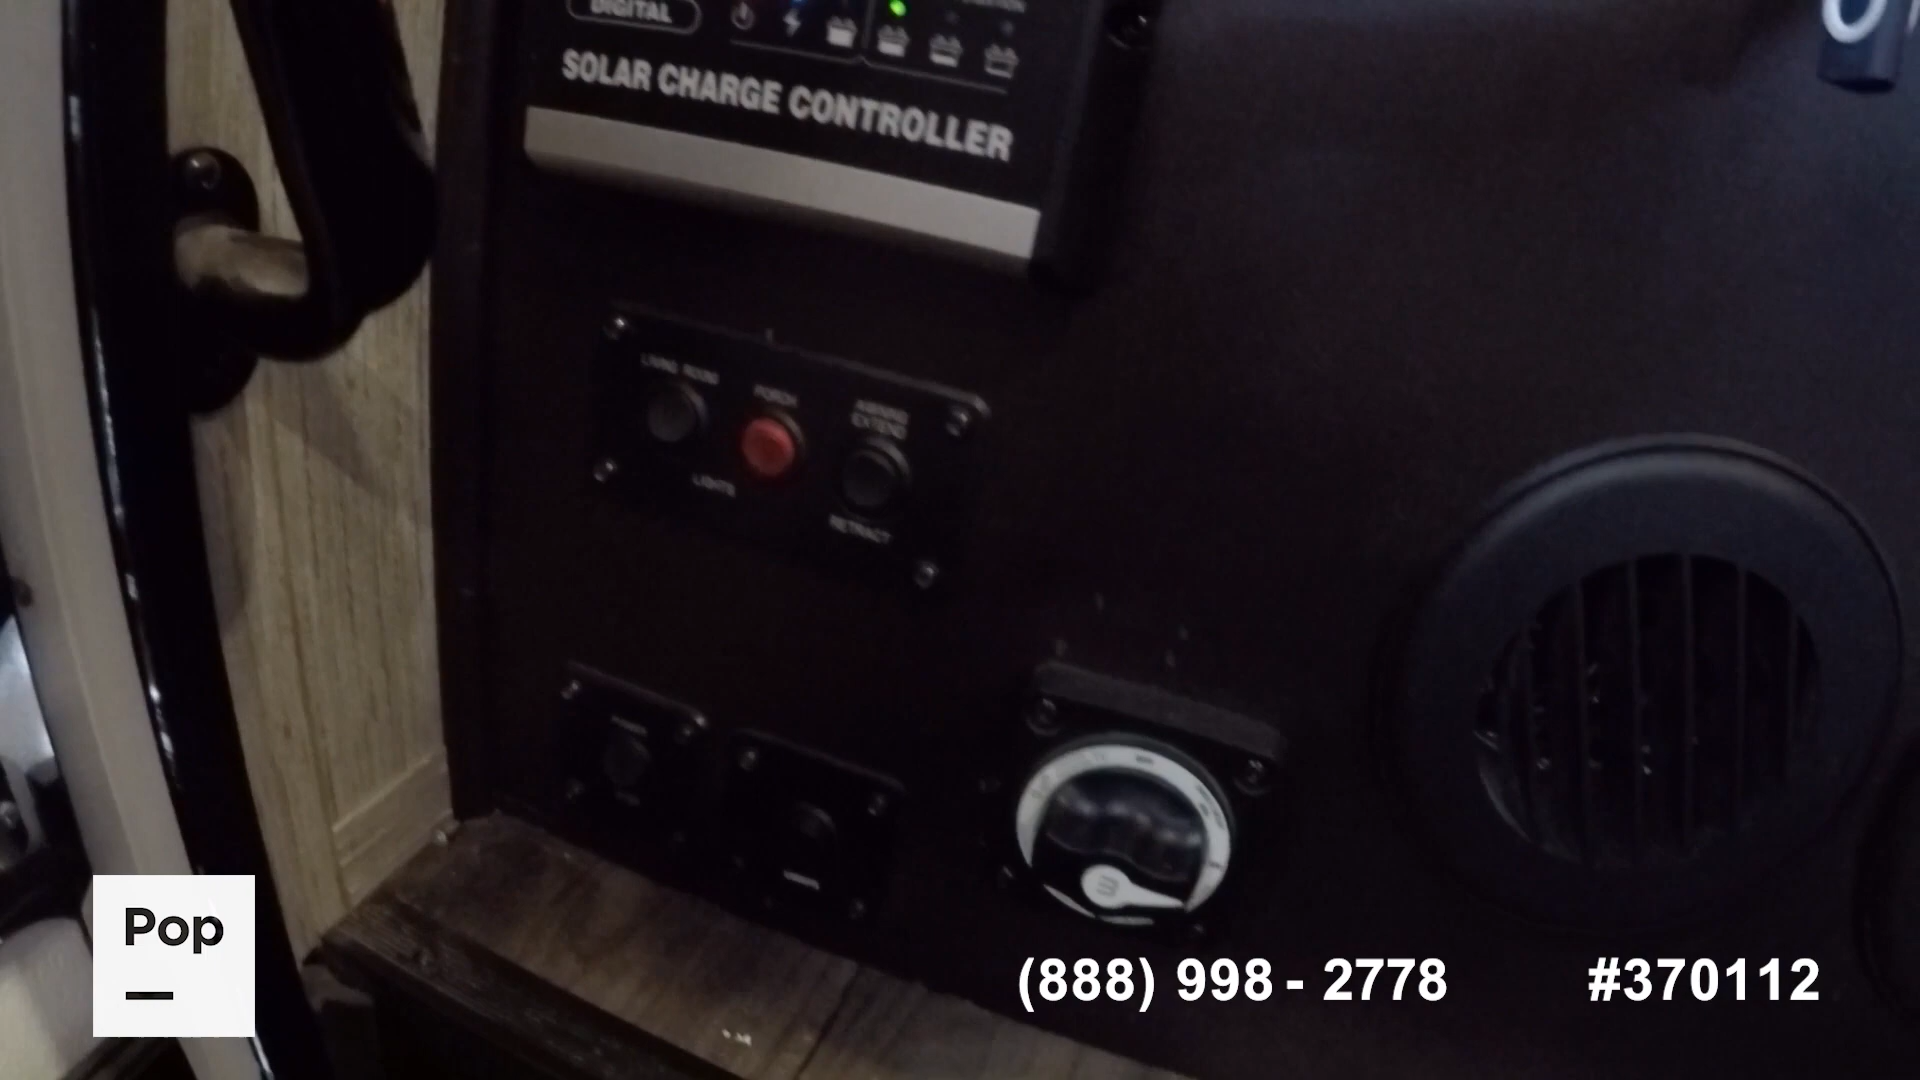 DIGITAL
SOLAR CHARGE CONTROLLER
LIVING ROOM
PORCH
AWNING
EXTEND
LIGHTS
RETRACT
Pop
(888) 998-2778
#370112